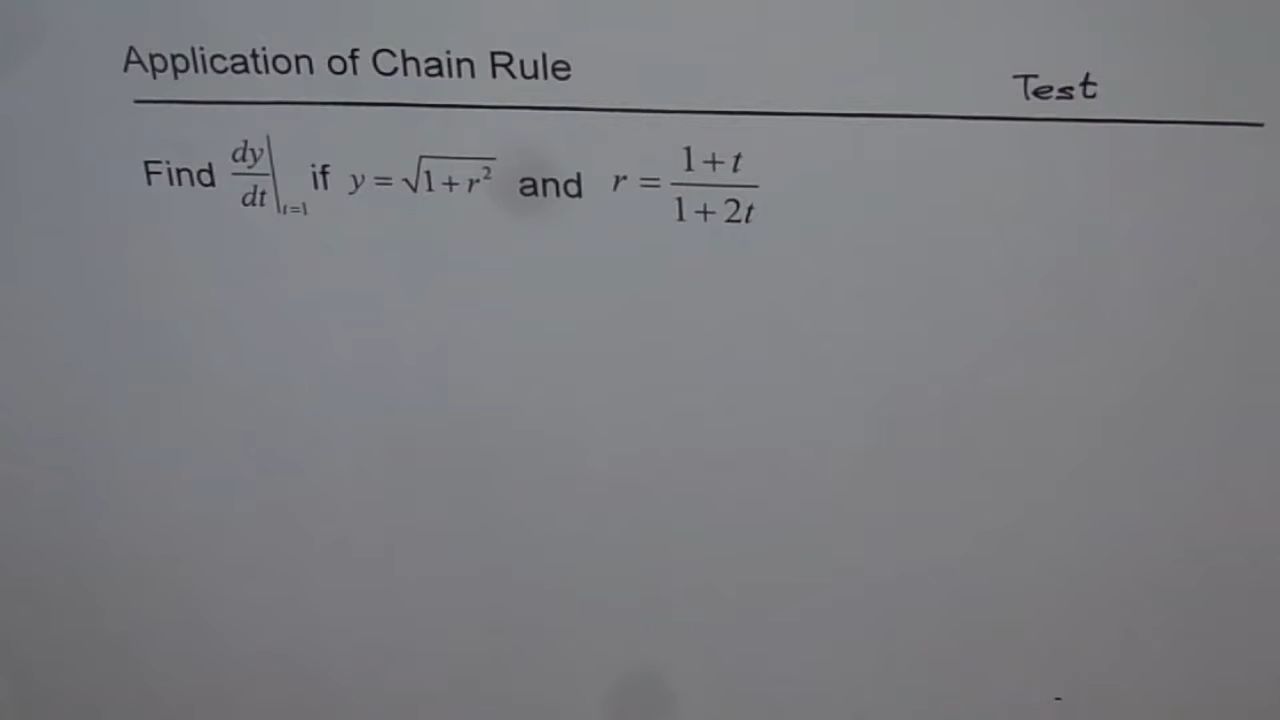 Application of Chain Rule
Test
Find dy/dt|t=1 if y = √1+r² and r = 1+t/1+2t